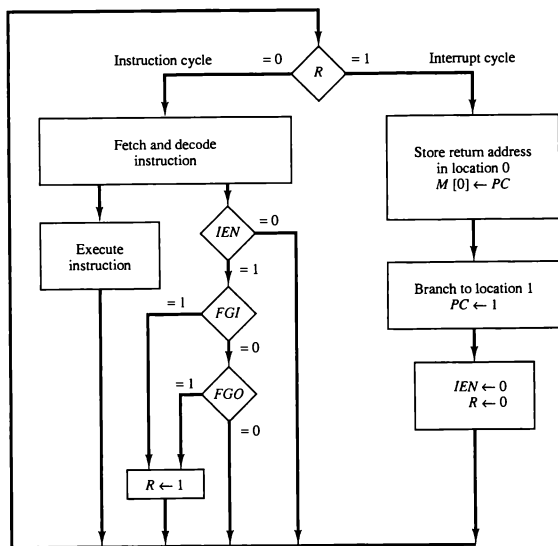 Instruction cycle
= 0
R
= 1
Interrupt cycle
Fetch and decode
instruction
Store return address
in location 0
M [0] ← PC
Execute
instruction
IEN
= 0
= 1
Branch to location 1
PC ← 1
= 1
FGI
= 0
IEN ← 0
R ← 0
= 1
FGO
= 0
R ← 1